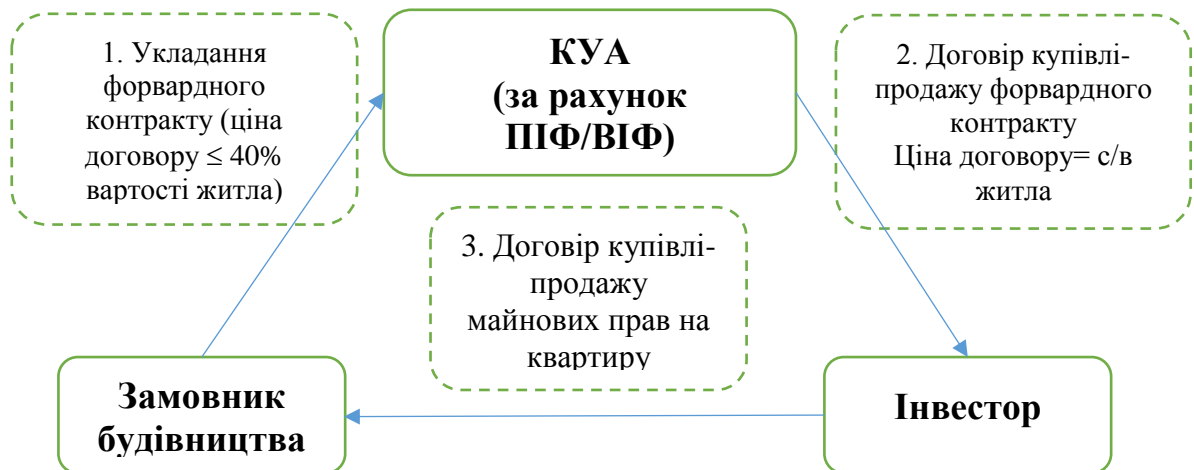 1. Укладання
форвардного
контракту (ціна
договору ≤ 40%
вартості житла)
КУА
(за рахунок
ПІФ/ВІФ)
2. Договір купівлі-
продажу форвардного
контракту
Ціна договору= с/в
житла
3. Договір купівлі-
продажу
майнових прав на
квартиру
Замовник
будівництва
Інвестор